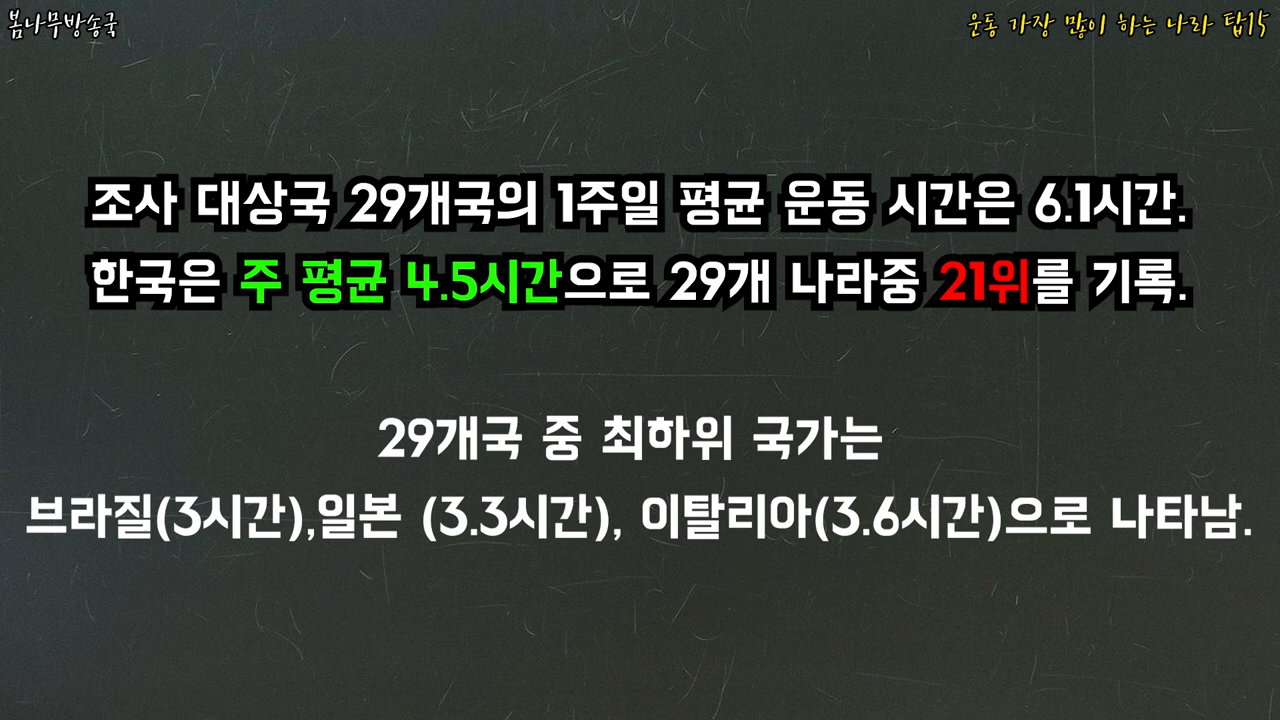 봄나무방송국
운동 가장 많이 하는 나라 탑15
조사 대상국 29개국의 1주일 평균 운동 시간은 6.1시간.
한국은 주 평균 4.5시간으로 29개 나라중 21위를 기록.
29개국 중 최하위 국가는
브라질(3시간),일본 (3.3시간), 이탈리아(3.6시간)으로 나타남.